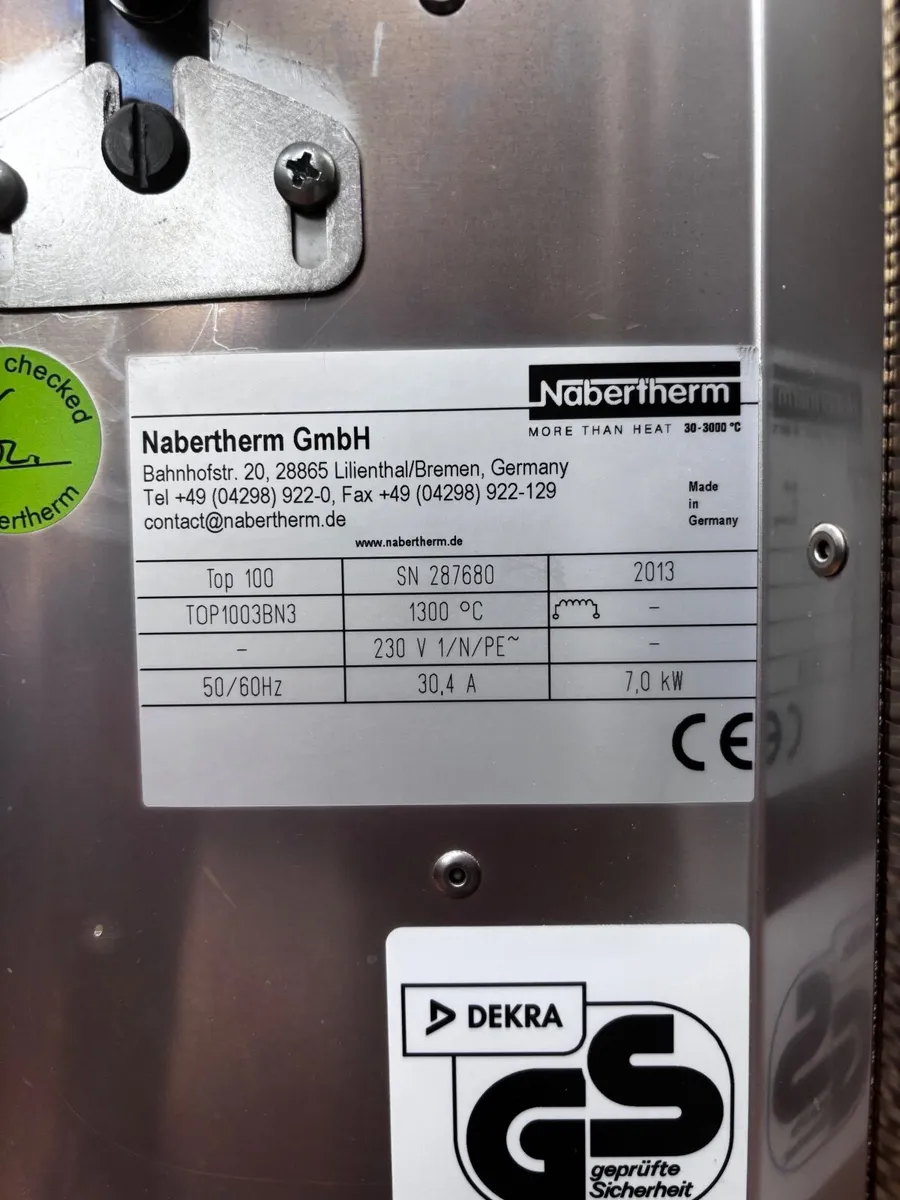 checked
bertherm
Nabertherm
MORE THAN HEAT 30-3000 °C
Nabertherm GmbH
Bahnhofstr. 20, 28865 Lilienthal/Bremen, Germany
Tel +49 (04298) 922-0, Fax +49 (04298) 922-129
contact@nabertherm.de
Made
in
Germany
www.nabertherm.de
Top 100 SN 287680 2013
TOP1003BN3 1300 °C –
– 230 V 1/N/PE~ –
50/60Hz 30,4 A 7,0 kW
CE
DEKRA
GS
geprüfte
Sicherheit